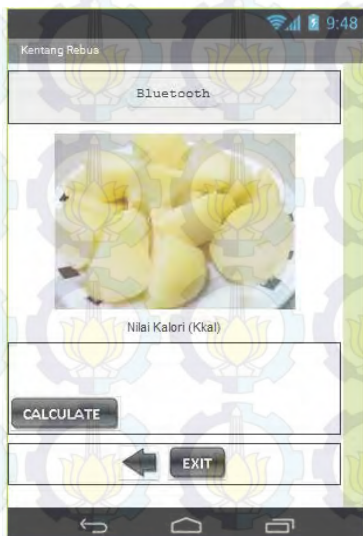 9:48
Kentang Rebus
Bluetooth
Nilai Kalori (Kkal)
CALCULATE
EXIT